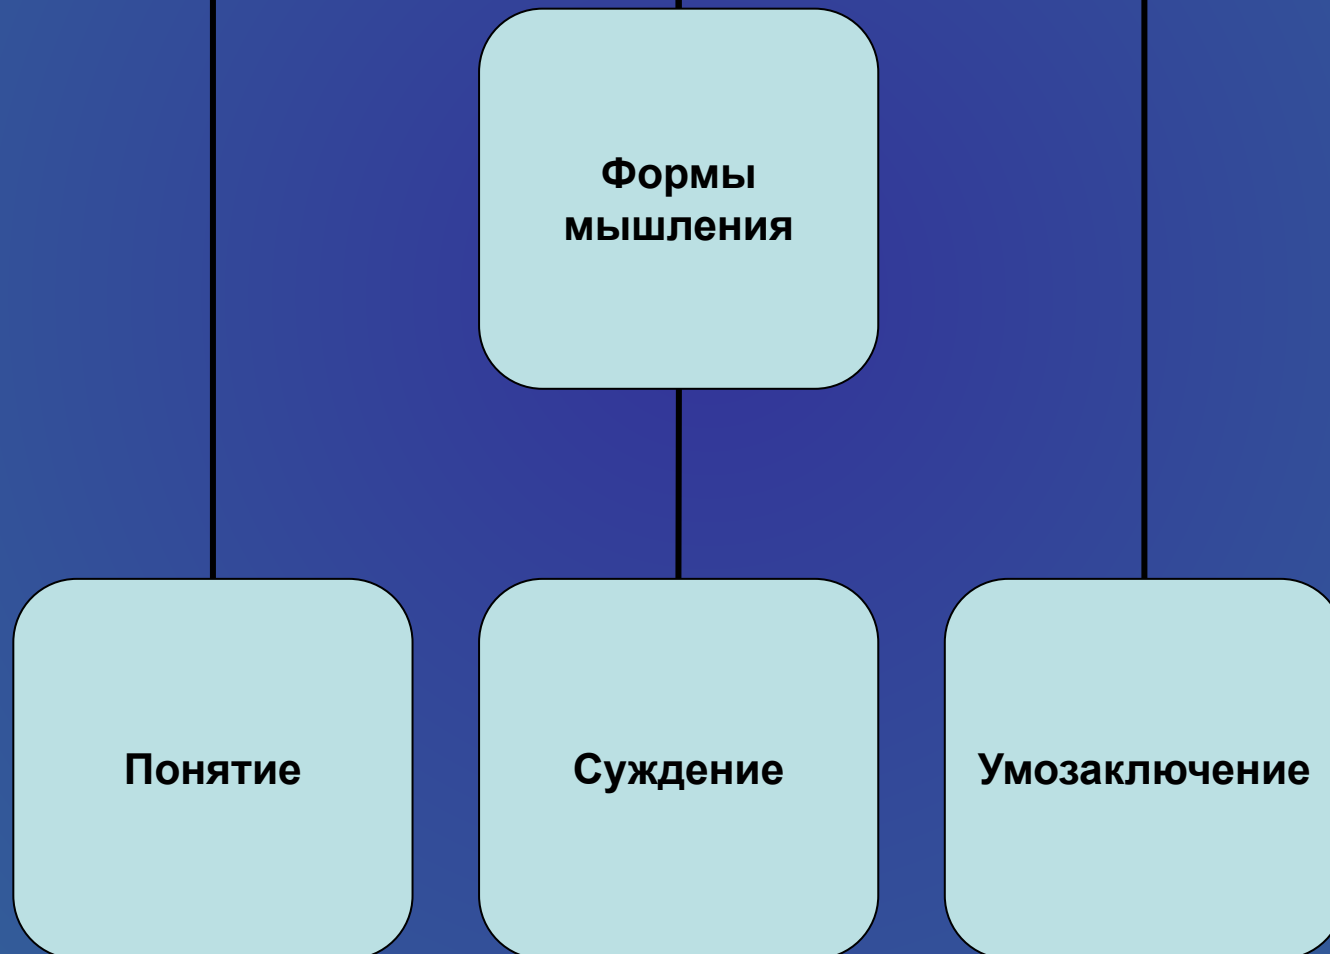 Формы
мышления
Понятие
Суждение
Умозаключение